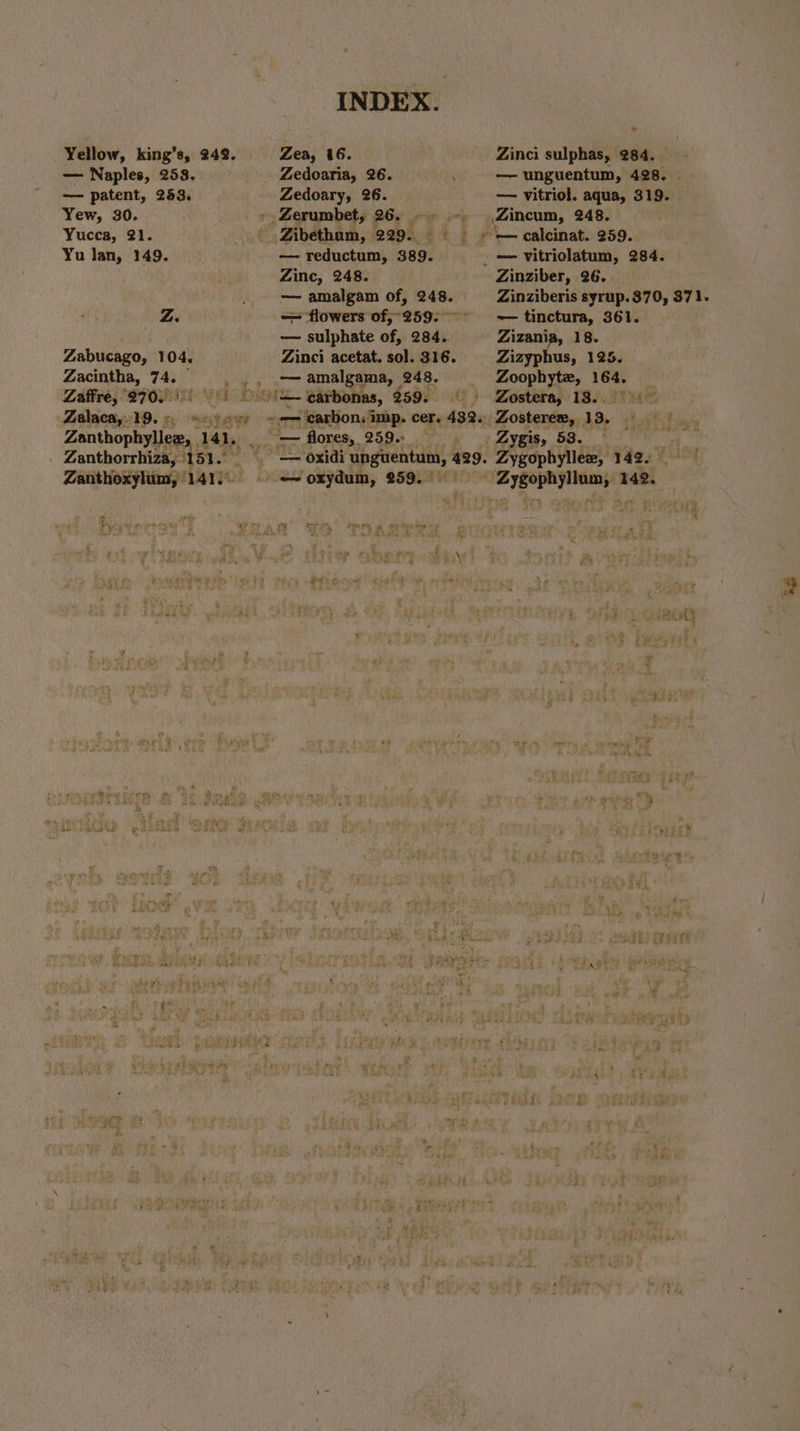 INDEX.
Yellow, king's, 242.
— Naples, 253.
— patent, 253.
Yew, 30.
Yucca, 21.
Yu lan, 149.
Z.
Zabucago, 104.
Zacintha, 74.
Zaffre, 270.
Zalaca, 19.
Zanthophylleæ, 141.
Zanthorrhiza, 151.
Zanthoxylum, 141.
Zea, 16.
Zedoaria, 26.
Zedoary, 26.
Zerumbet, 26.
Zibethum, 229.
— reductum, 389.
Zinc, 248.
— amalgam of, 248.
— flowers of, 259.
— sulphate of, 284.
Zinci acetat. sol. 316.
— amalgama, 248.
— carbonas, 259.
— carbon. imp. cer. 432.
— flores, 259.
— oxidi unguentum, 429.
— oxydum, 259.
Zinci sulphas, 284.
— unguentum, 428.
— vitriol. aqua, 319.
Zincum, 248.
— calcinat. 259.
— vitriolatum, 284.
Zinziber, 26.
Zinziberis syrup. 370, 371.
— tinctura, 361.
Zizania, 18.
Zizyphus, 125.
Zoophytæ, 164.
Zostera, 13.
Zostereæ, 13.
Zygis, 53.
Zygophylleæ, 142.
Zygophyllum, 142.